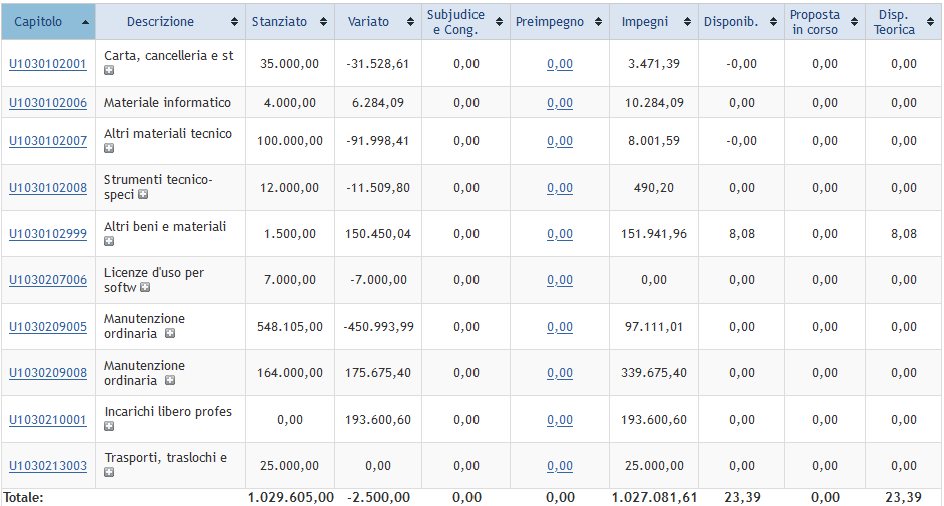 Capitolo Descrizione Stanziato Variato Subjudice e Cong. Preimpegno Impegni Disponib. Proposta in corso Disp. Teorica
U1030102001 Carta, cancelleria e st 35.000,00 -31.528,61 0,00 0,00 3.471,39 -0,00 0,00 0,00
U1030102006 Materiale informatico 4.000,00 6.284,09 0,00 0,00 10.284,09 0,00 0,00 0,00
U1030102007 Altri materiali tecnico 100.000,00 -91.998,41 0,00 0,00 8.001,59 -0,00 0,00 0,00
U1030102008 Strumenti tecnico-speci 12.000,00 -11.509,80 0,00 0,00 490,20 0,00 0,00 0,00
U1030102999 Altri beni e materiali 1.500,00 150.450,04 0,00 0,00 151.941,96 8,08 0,00 8,08
U1030207006 Licenze d'uso per softw 7.000,00 -7.000,00 0,00 0,00 0,00 0,00 0,00 0,00
U1030209005 Manutenzione ordinaria 548.105,00 -450.993,99 0,00 0,00 97.111,01 0,00 0,00 0,00
U1030209008 Manutenzione ordinaria 164.000,00 175.675,40 0,00 0,00 339.675,40 0,00 0,00 0,00
U1030210001 Incarichi libero profes 0,00 193.600,60 0,00 0,00 193.600,60 0,00 0,00 0,00
U1030213003 Trasporti, traslochi e 25.000,00 0,00 0,00 0,00 25.000,00 0,00 0,00 0,00
Totale: 1.029.605,00 -2.500,00 0,00 0,00 1.027.081,61 23,39 0,00 23,39